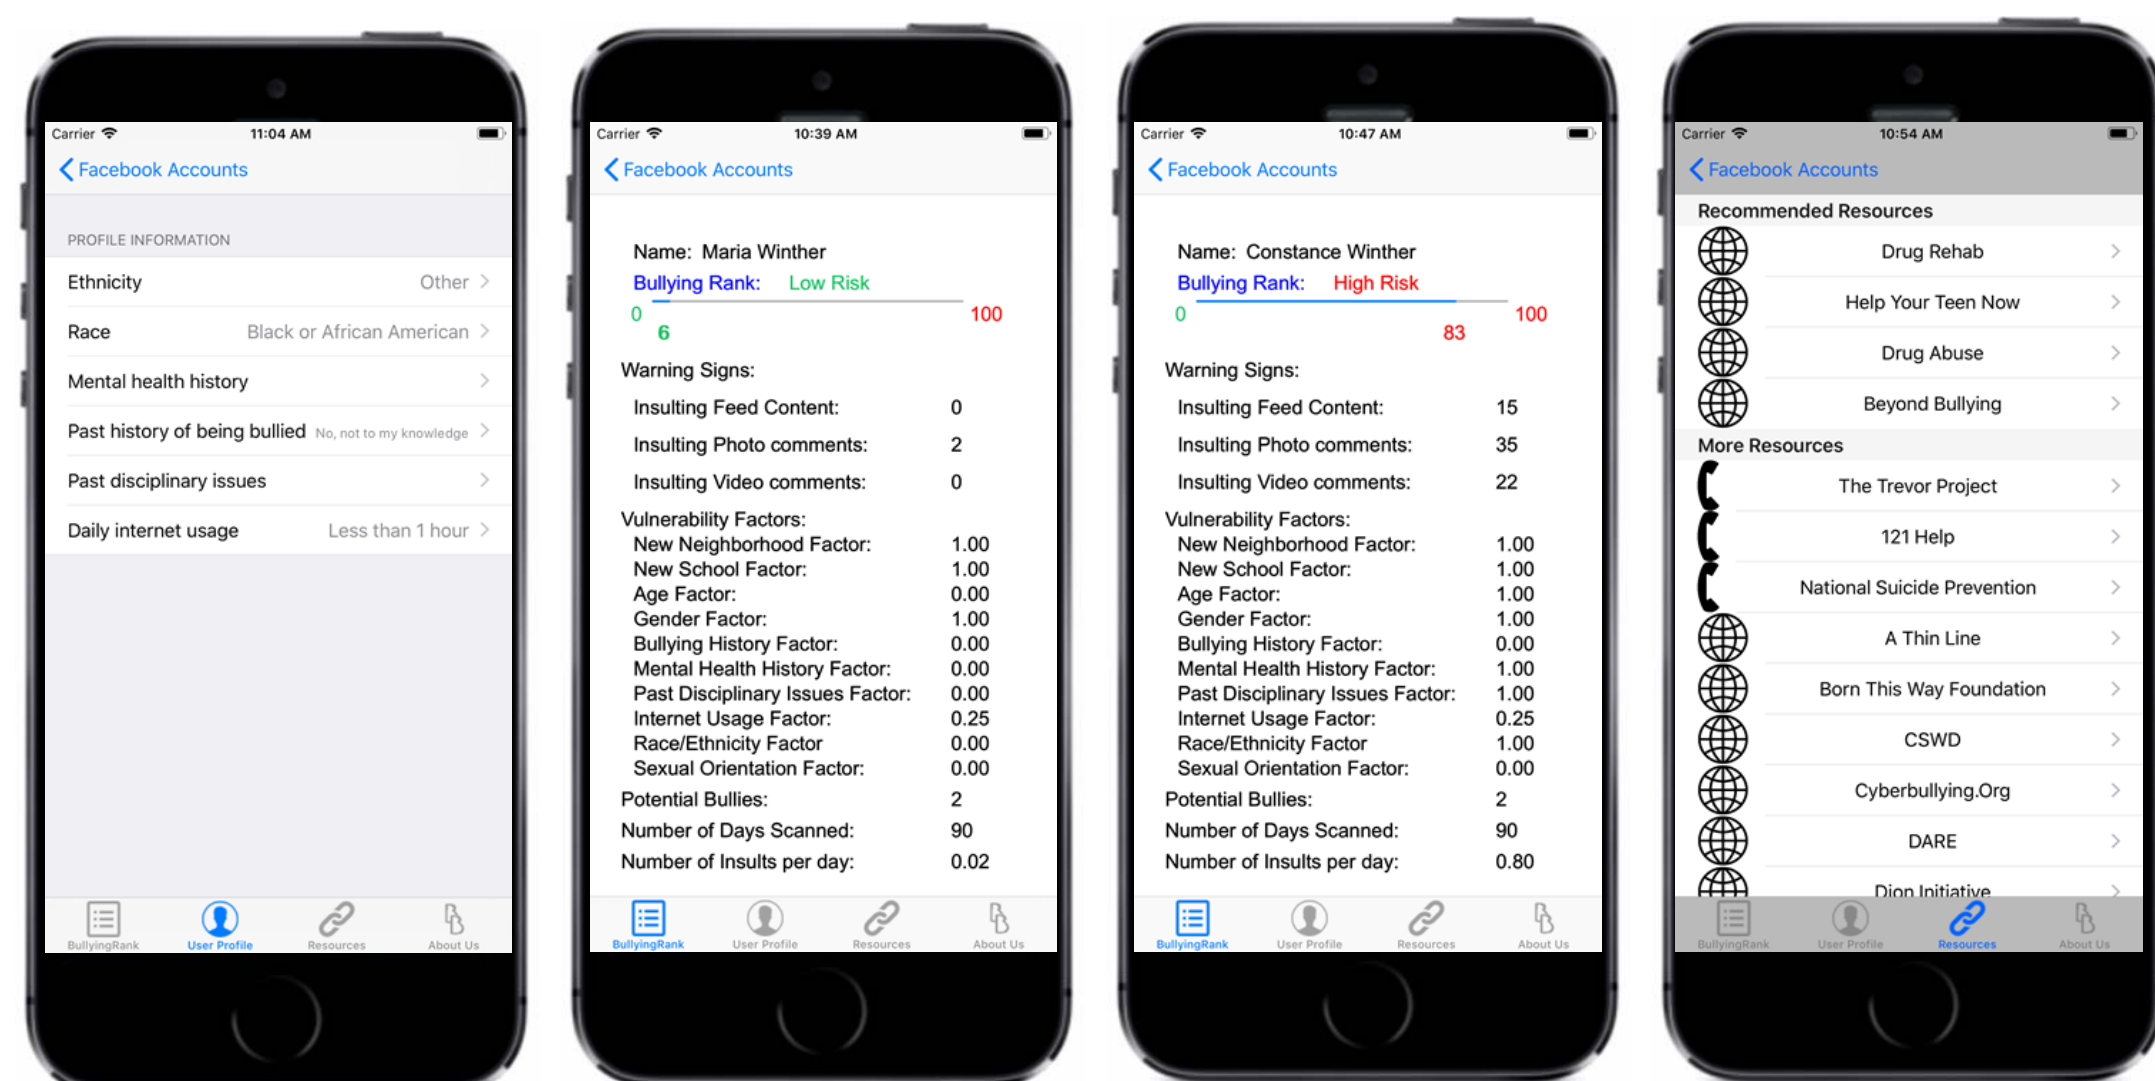 Carrier 11:04 AM
Facebook Accounts
PROFILE INFORMATION
Ethnicity Other
Race Black or African American
Mental health history
Past history of being bullied No, not to my knowledge
Past disciplinary issues
Daily internet usage Less than 1 hour
BullyingRank User Profile Resources About Us
Carrier 10:39 AM
Facebook Accounts
Name: Maria Winther
Bullying Rank: Low Risk
0 100
6
Warning Signs:
Insulting Feed Content: 0
Insulting Photo comments: 2
Insulting Video comments: 0
Vulnerability Factors:
New Neighborhood Factor: 1.00
New School Factor: 1.00
Age Factor: 0.00
Gender Factor: 1.00
Bullying History Factor: 0.00
Mental Health History Factor: 0.00
Past Disciplinary Issues Factor: 0.00
Internet Usage Factor: 0.25
Race/Ethnicity Factor 0.00
Sexual Orientation Factor: 0.00
Potential Bullies: 2
Number of Days Scanned: 90
Number of Insults per day: 0.02
BullyingRank User Profile Resources About Us
Carrier 10:47 AM
Facebook Accounts
Name: Constance Winther
Bullying Rank: High Risk
0 100
83
Warning Signs:
Insulting Feed Content: 15
Insulting Photo comments: 35
Insulting Video comments: 22
Vulnerability Factors:
New Neighborhood Factor: 1.00
New School Factor: 1.00
Age Factor: 1.00
Gender Factor: 1.00
Bullying History Factor: 0.00
Mental Health History Factor: 1.00
Past Disciplinary Issues Factor: 1.00
Internet Usage Factor: 0.25
Race/Ethnicity Factor 1.00
Sexual Orientation Factor: 0.00
Potential Bullies: 2
Number of Days Scanned: 90
Number of Insults per day: 0.80
BullyingRank User Profile Resources About Us
Carrier 10:54 AM
Facebook Accounts
Recommended Resources
Drug Rehab
Help Your Teen Now
Drug Abuse
Beyond Bullying
More Resources
The Trevor Project
121 Help
National Suicide Prevention
A Thin Line
Born This Way Foundation
CSWD
Cyberbullying.Org
DARE
Dion Initiative
BullyingRank User Profile Resources About Us